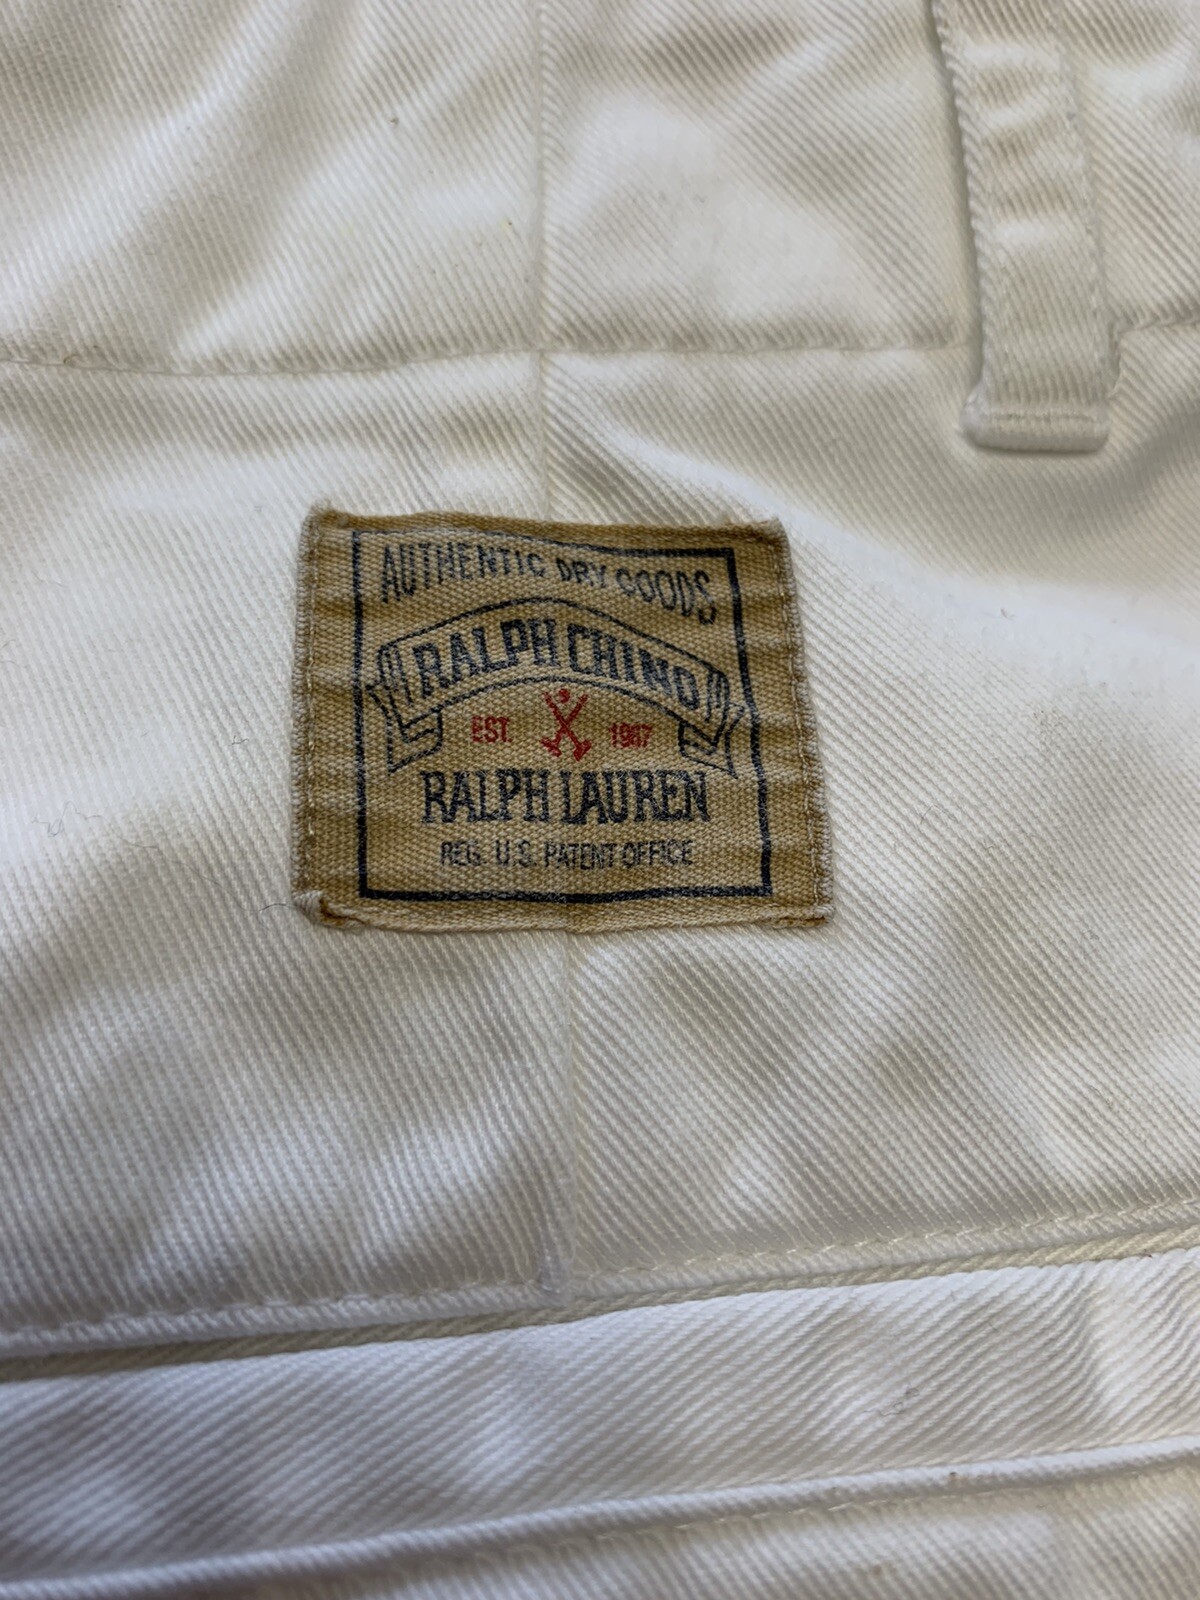 AUTHENTIC DRY GOODS
RALPH CHINO
EST. 1967
RALPH LAUREN
REG. U.S. PATENT OFFICE